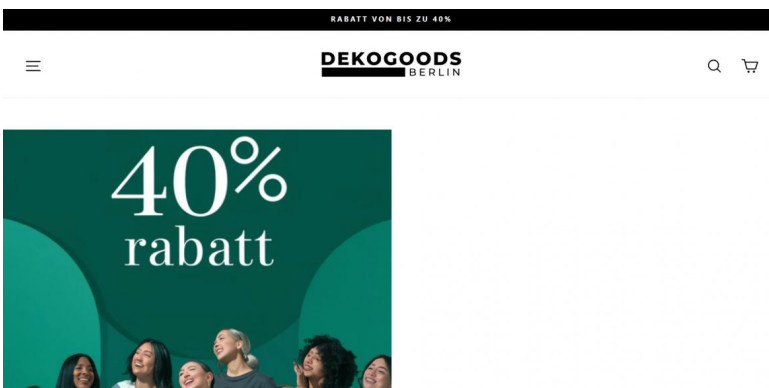 RABATT VON BIS ZU 40%
DEKOGOODS
BERLIN
40%
rabatt